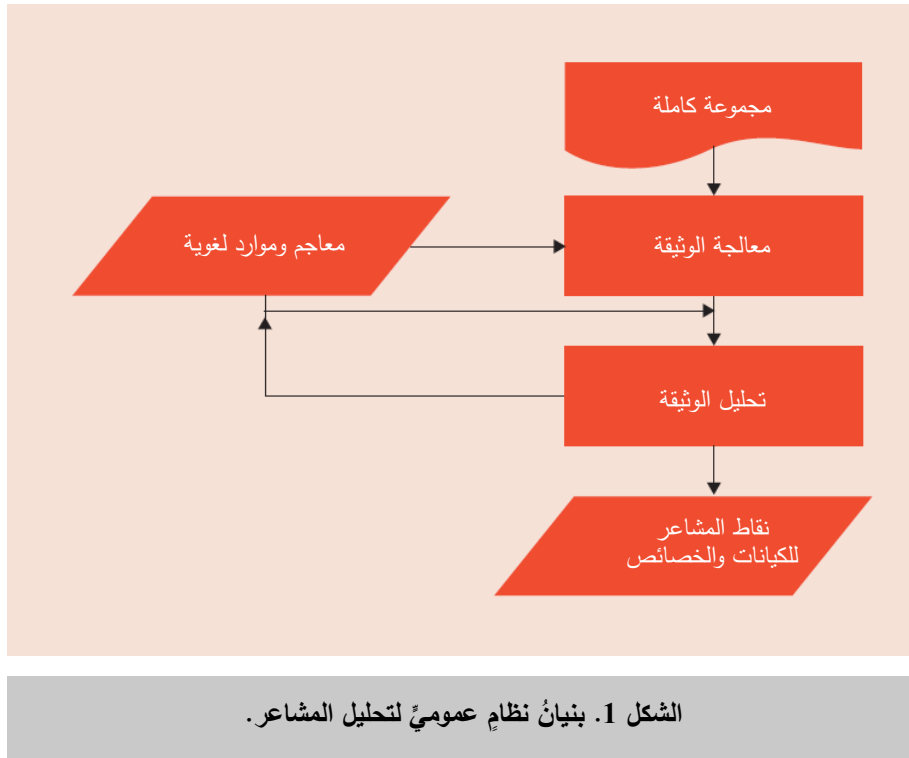 مجموعة كاملة
معاجم وموارد لغوية
معالجة الوثيقة
تحليل الوثيقة
نقاط المشاعر
للكيانات والخصائص
الشكل 1. بنيانُ نظامٍ عموميٍّ لتحليل المشاعر.